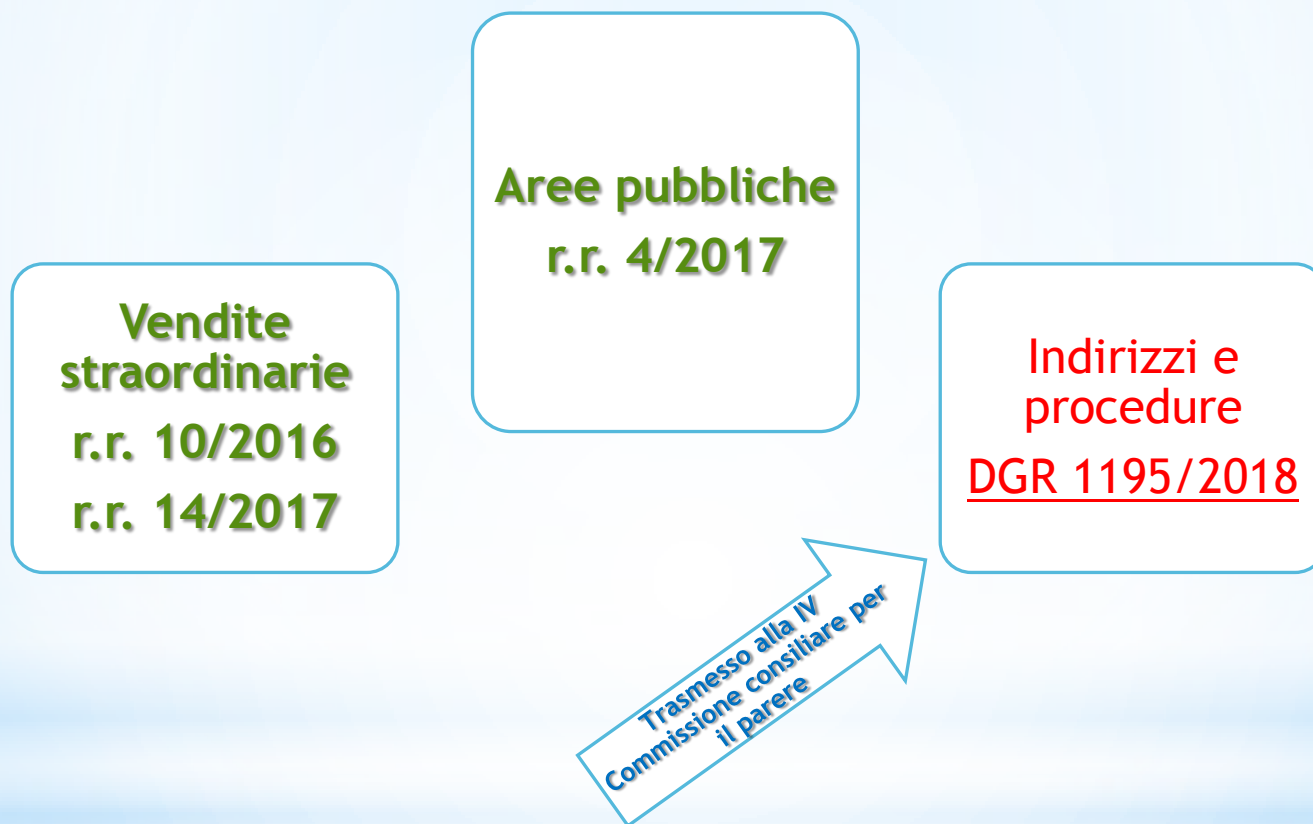 Aree pubbliche
r.r. 4/2017
Vendite
straordinarie
r.r. 10/2016
r.r. 14/2017
Indirizzi e
procedure
DGR 1195/2018
Trasmesso alla IV
Commissione consiliare per
il parere